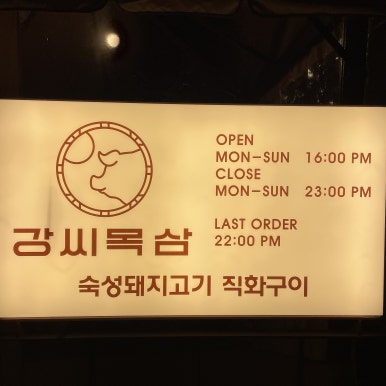 강씨목삼
OPEN
MON-SUN 16:00 PM
CLOSE
MON-SUN 23:00 PM
LAST ORDER
22:00 PM
숙성돼지고기 직화구이